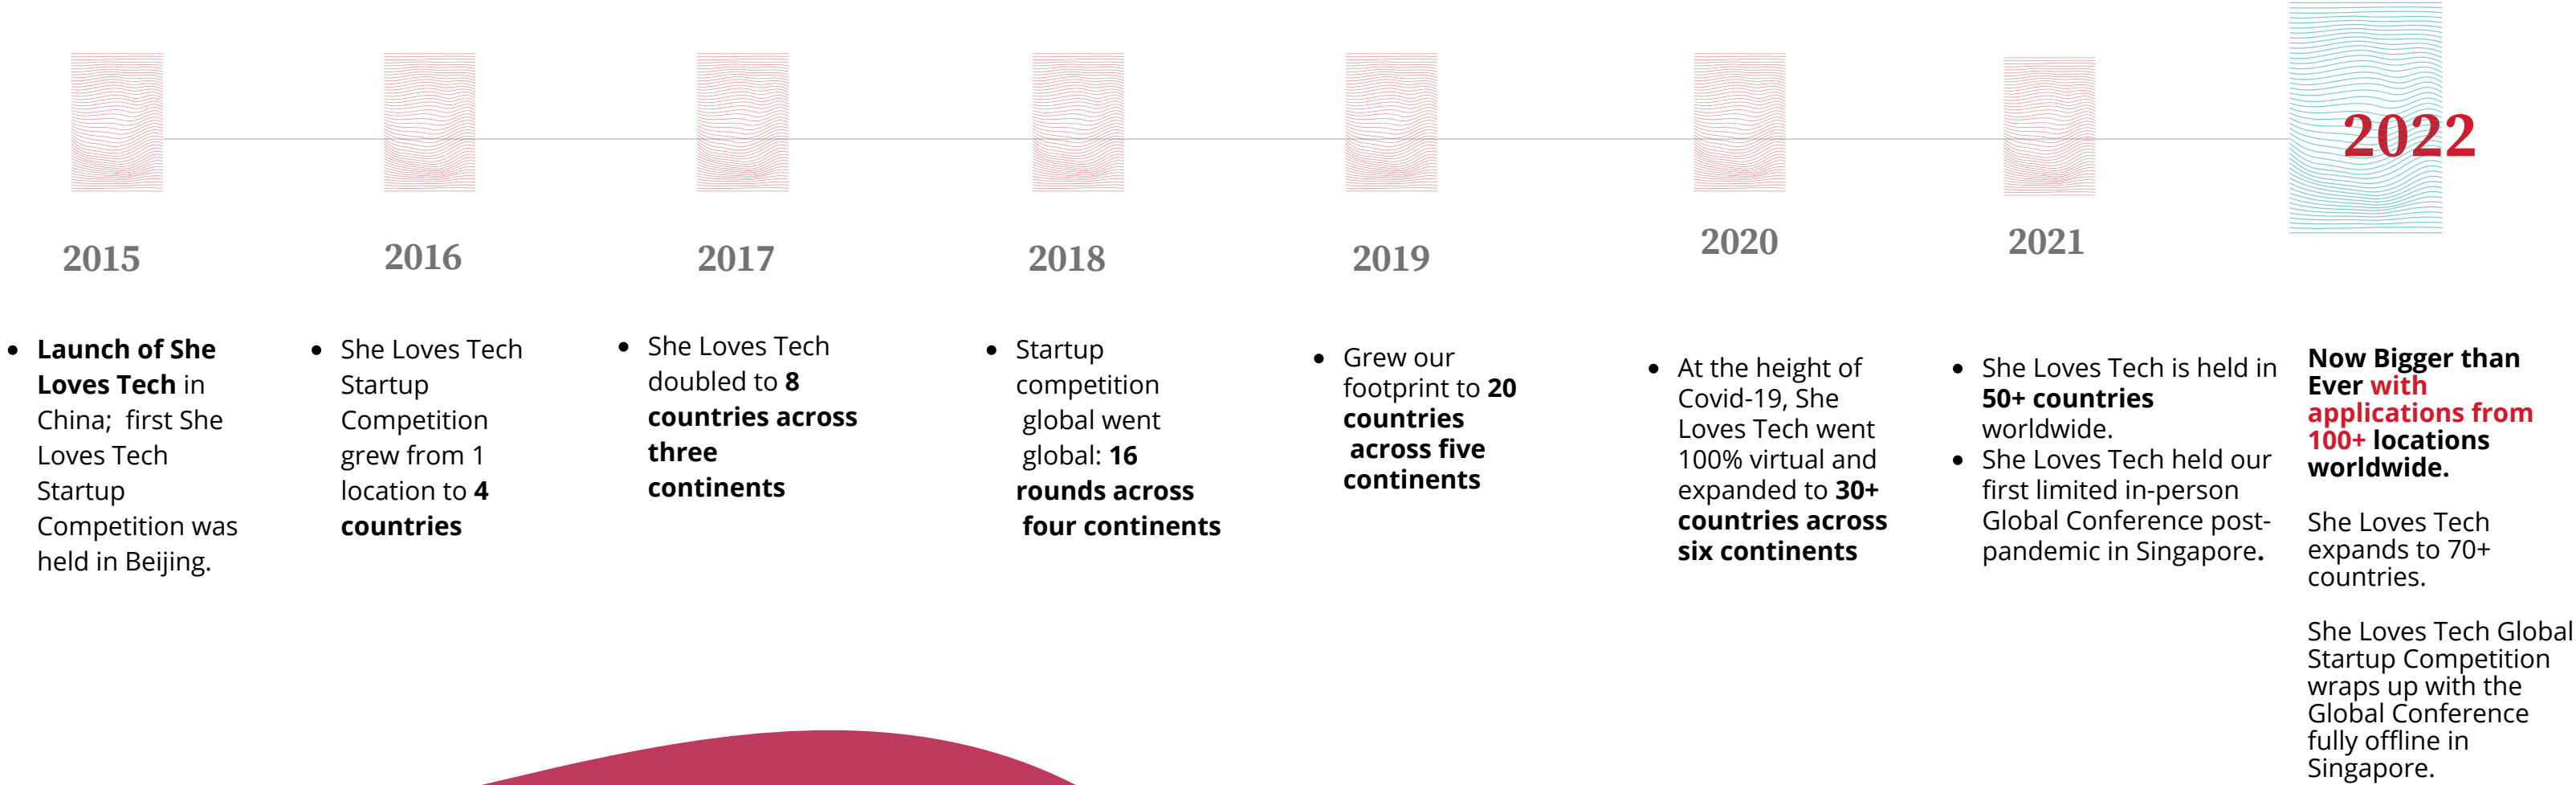 2022
2015
2016
2017
2018
2019
2020
2021
• Launch of She
Loves Tech in
China; first She
Loves Tech
Startup
Competition was
held in Beijing.
• She Loves Tech
Startup
Competition
grew from 1
location to 4
countries
• She Loves Tech
doubled to 8
countries across
three
continents
• Startup
competition
global went
global: 16
rounds across
four continents
• Grew our
footprint to 20
countries
across five
continents
• At the height of
Covid-19, She
Loves Tech went
100% virtual and
expanded to 30+
countries across
six continents
• She Loves Tech is held in
50+ countries
worldwide.
• She Loves Tech held our
first limited in-person
Global Conference post-
pandemic in Singapore.
Now Bigger than
Ever with
applications from
100+ locations
worldwide.
She Loves Tech
expands to 70+
countries.
She Loves Tech Global
Startup Competition
wraps up with the
Global Conference
fully offline in
Singapore.